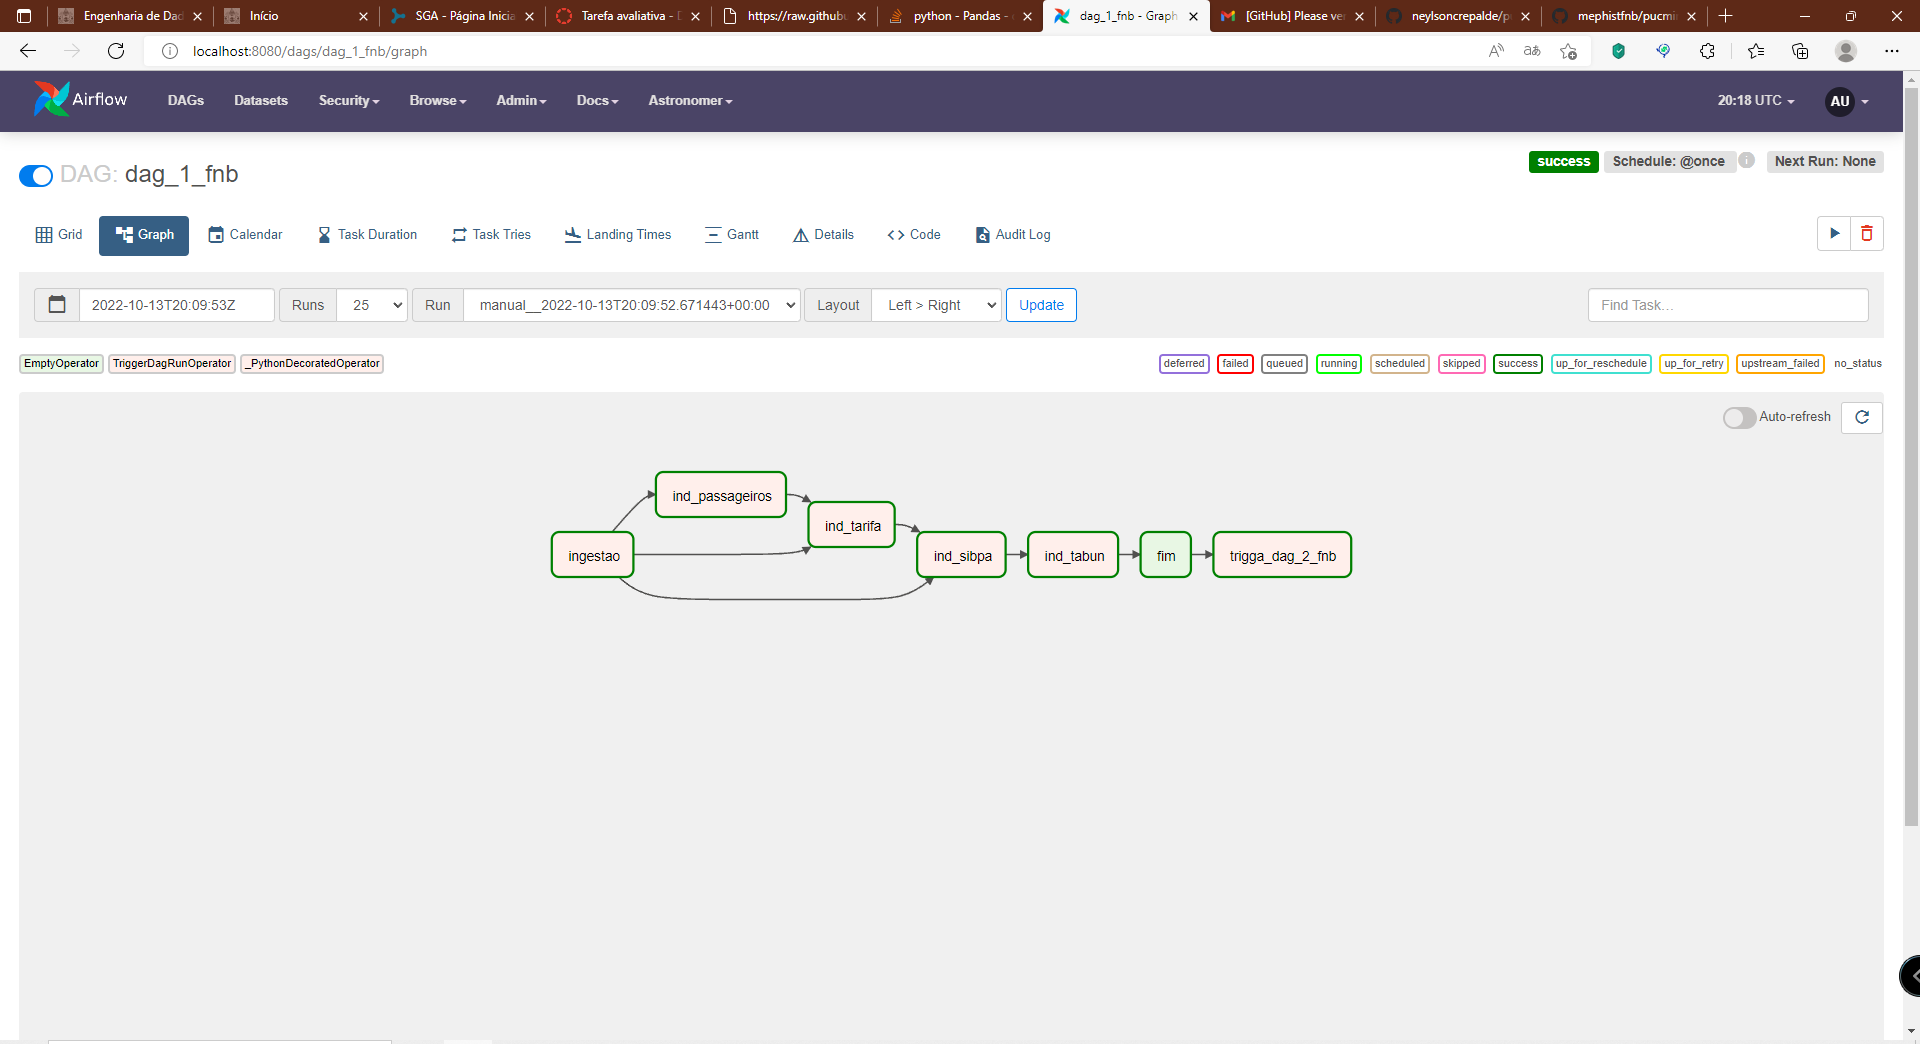 Engenharia de Dad
Início
SGA - Página Inicia
Tarefa avaliativa - D
https://raw.githubu
python - Pandas -
dag_1_fnb - Graph
[GitHub] Please ve
neylsoncrepalde/p
mephistfnb/pucmi
localhost:8080/dags/dag_1_fnb/graph
Airflow
DAGs
Datasets
Security
Browse
Admin
Docs
Astronomer
20:18 UTC
AU
DAG: dag_1_fnb
success
Schedule: @once
i
Next Run: None
Grid
Graph
Calendar
Task Duration
Task Tries
Landing Times
Gantt
Details
Code
Audit Log
2022-10-13T20:09:53Z
Runs
25
Run
manual__2022-10-13T20:09:52.671443+00:00
Layout
Left > Right
Update
Find Task...
EmptyOperator
TriggerDagRunOperator
_PythonDecoratedOperator
deferred
failed
queued
running
scheduled
skipped
success
up_for_reschedule
up_for_retry
upstream_failed
no_status
Auto-refresh
ind_passageiros
ind_tarifa
ingestao
ind_sibpa
ind_tabun
fim
trigga_dag_2_fnb